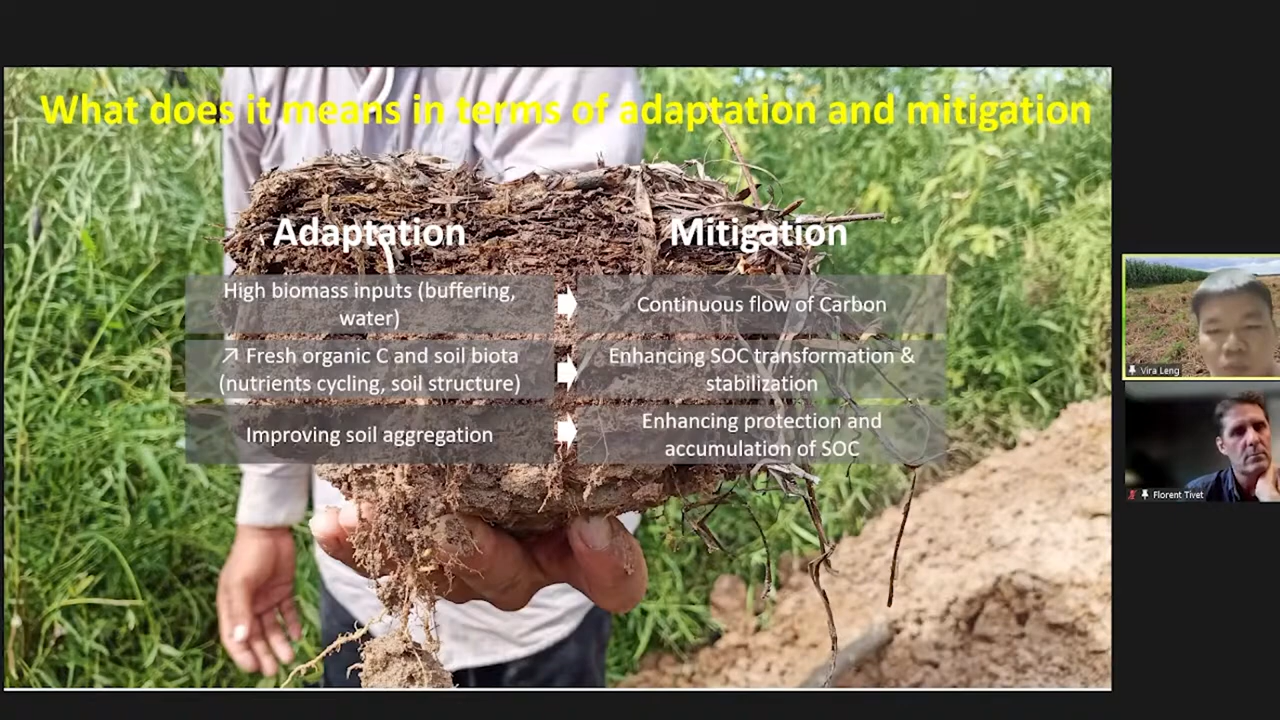 What does it means in terms of adaptation and mitigation
Adaptation
Mitigation
High biomass inputs (buffering,
water)
Continuous flow of Carbon
↗ Fresh organic C and soil biota
(nutrients cycling, soil structure)
Enhancing SOC transformation &
stabilization
Improving soil aggregation
Enhancing protection and
accumulation of SOC
Vira Leng
Florent Tivet